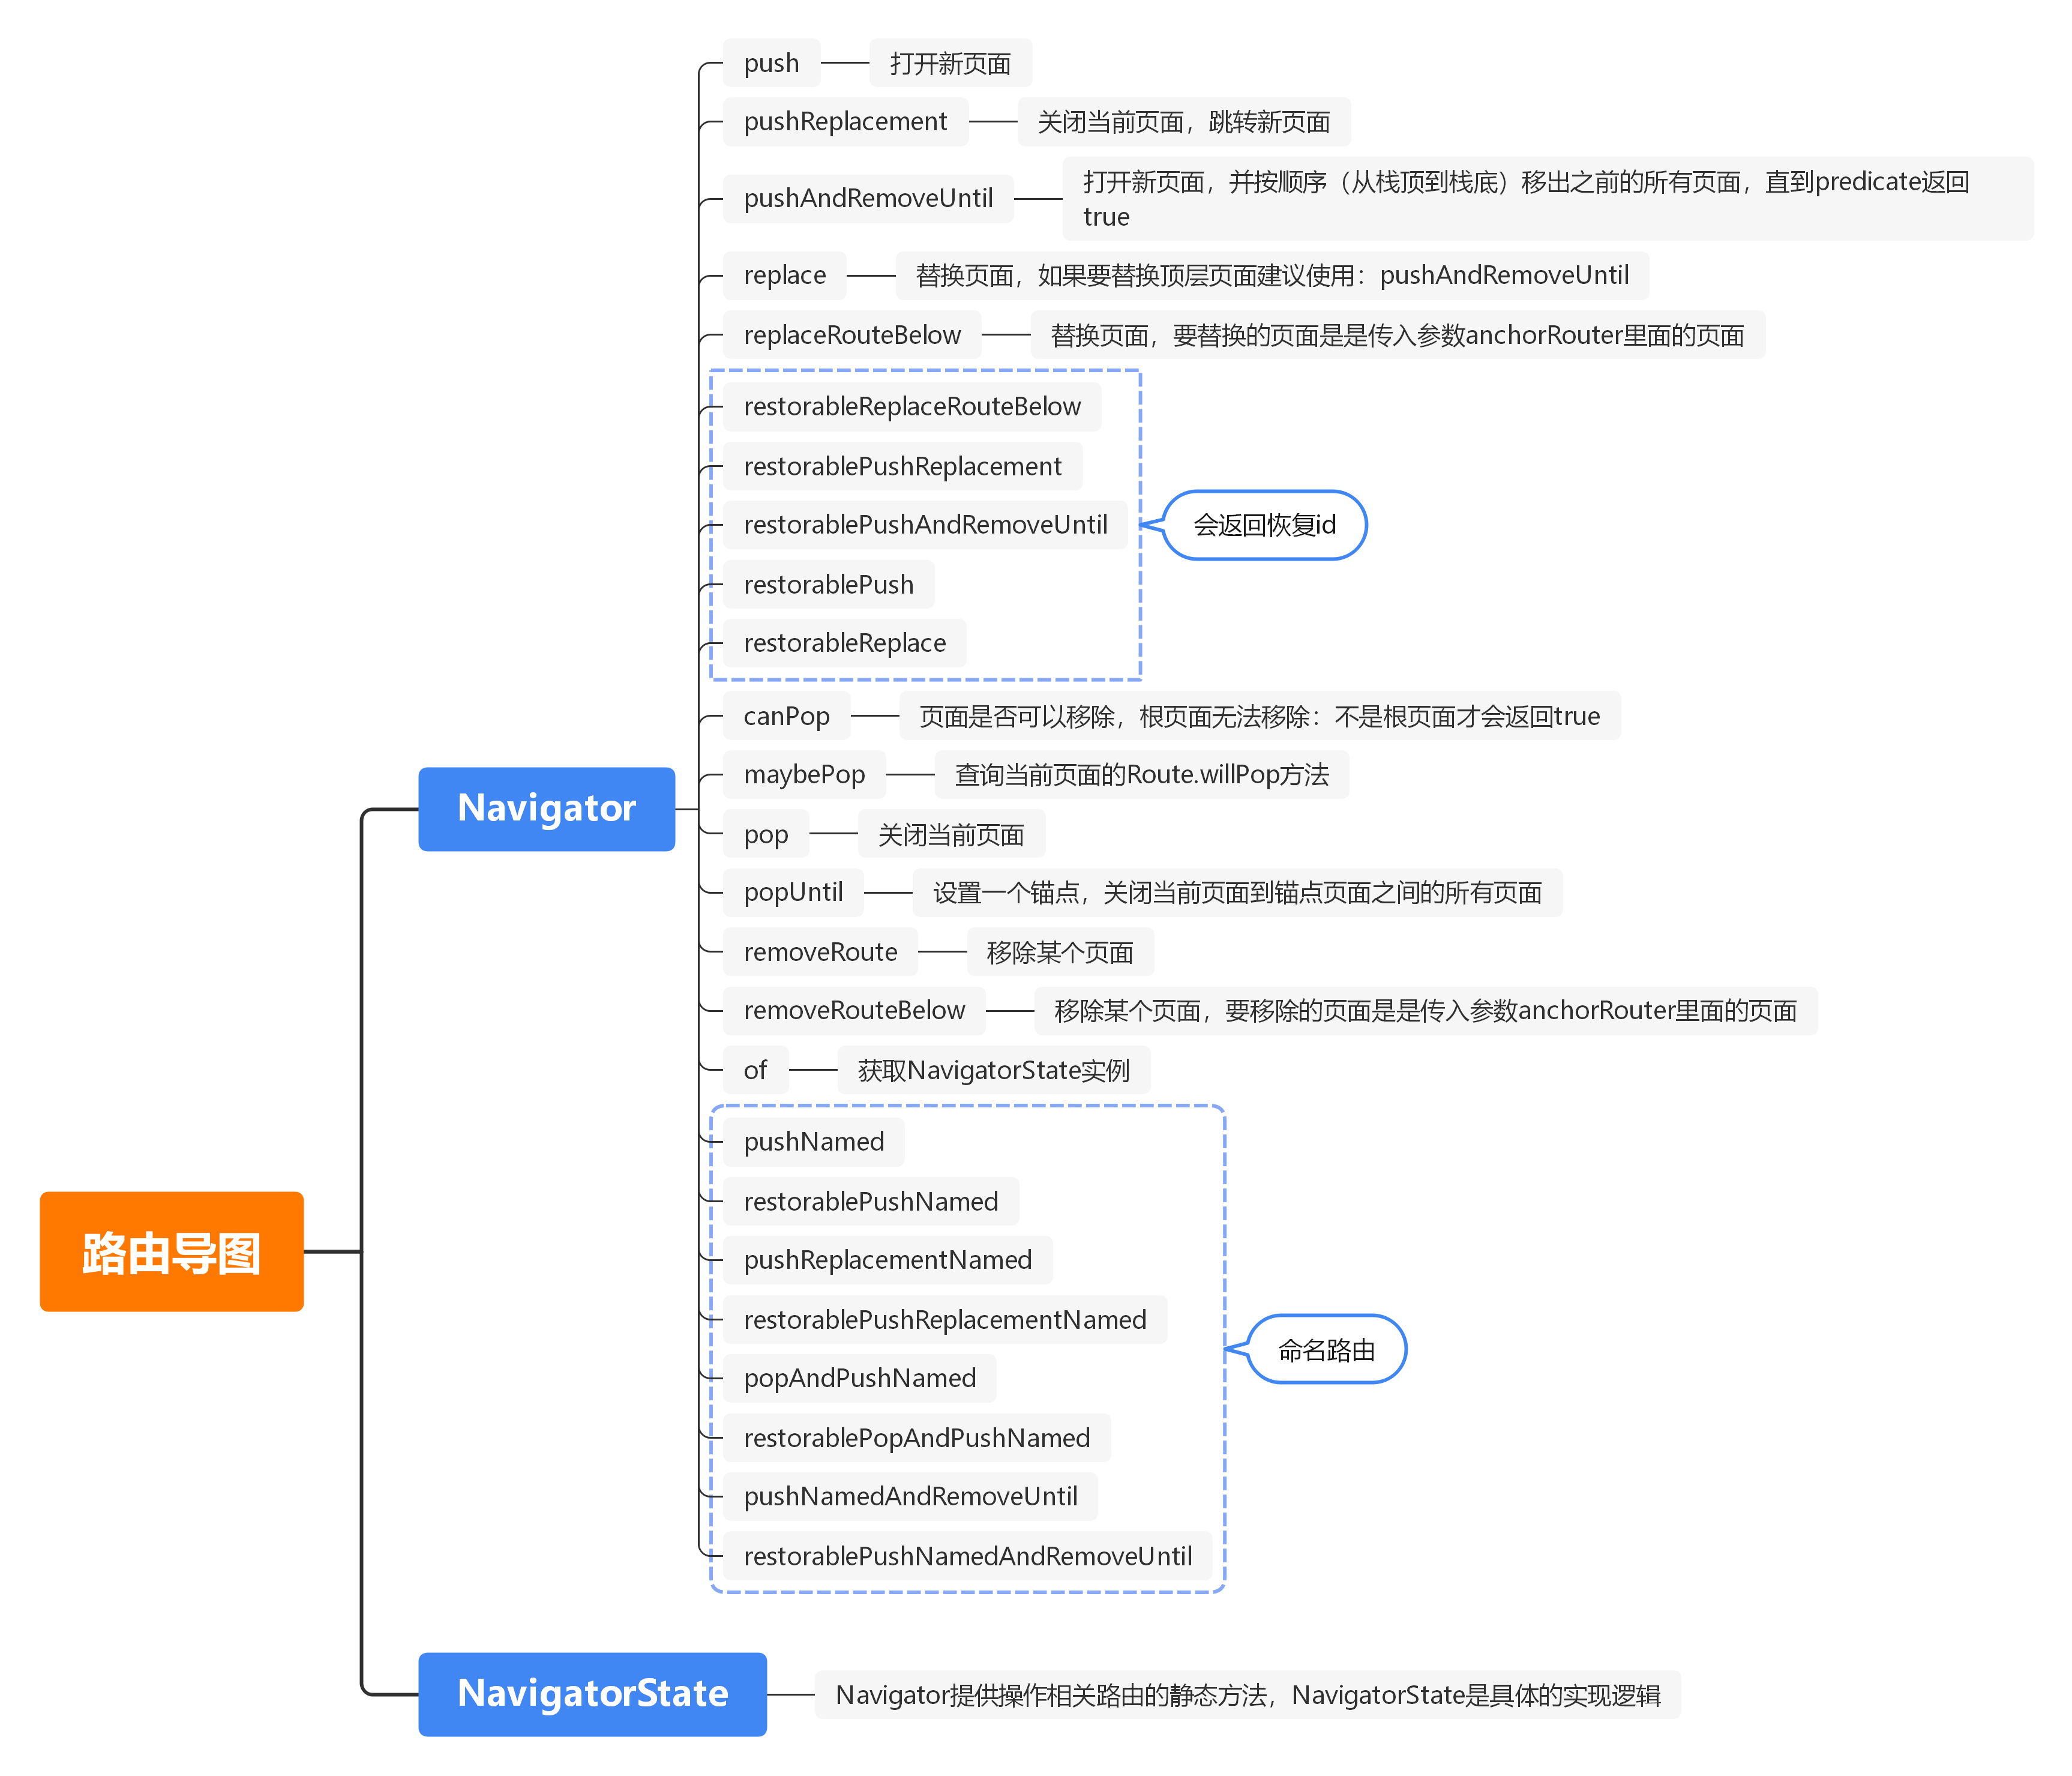 push
打开新页面
pushReplacement
关闭当前页面，跳转新页面
pushAndRemoveUntil
打开新页面，并按顺序（从栈顶到栈底）移出之前的所有页面，直到predicate返回
true
replace
替换页面，如果要替换顶层页面建议使用：pushAndRemoveUntil
replaceRouteBelow
替换页面，要替换的页面是是传入参数anchorRouter里面的页面
restorableReplaceRouteBelow
restorablePushReplacement
restorablePushAndRemoveUntil
会返回恢复id
restorablePush
restorableReplace
canPop
页面是否可以移除，根页面无法移除：不是根页面才会返回true
Navigator
maybePop
查询当前页面的Route.willPop方法
pop
关闭当前页面
popUntil
设置一个锚点，关闭当前页面到锚点页面之间的所有页面
removeRoute
移除某个页面
removeRouteBelow
移除某个页面，要移除的页面是是传入参数anchorRouter里面的页面
of
获取NavigatorState实例
pushNamed
restorablePushNamed
路由导图
pushReplacementNamed
restorablePushReplacementNamed
命名路由
popAndPushNamed
restorablePopAndPushNamed
pushNamedAndRemoveUntil
restorablePushNamedAndRemoveUntil
NavigatorState
Navigator提供操作相关路由的静态方法，NavigatorState是具体的实现逻辑